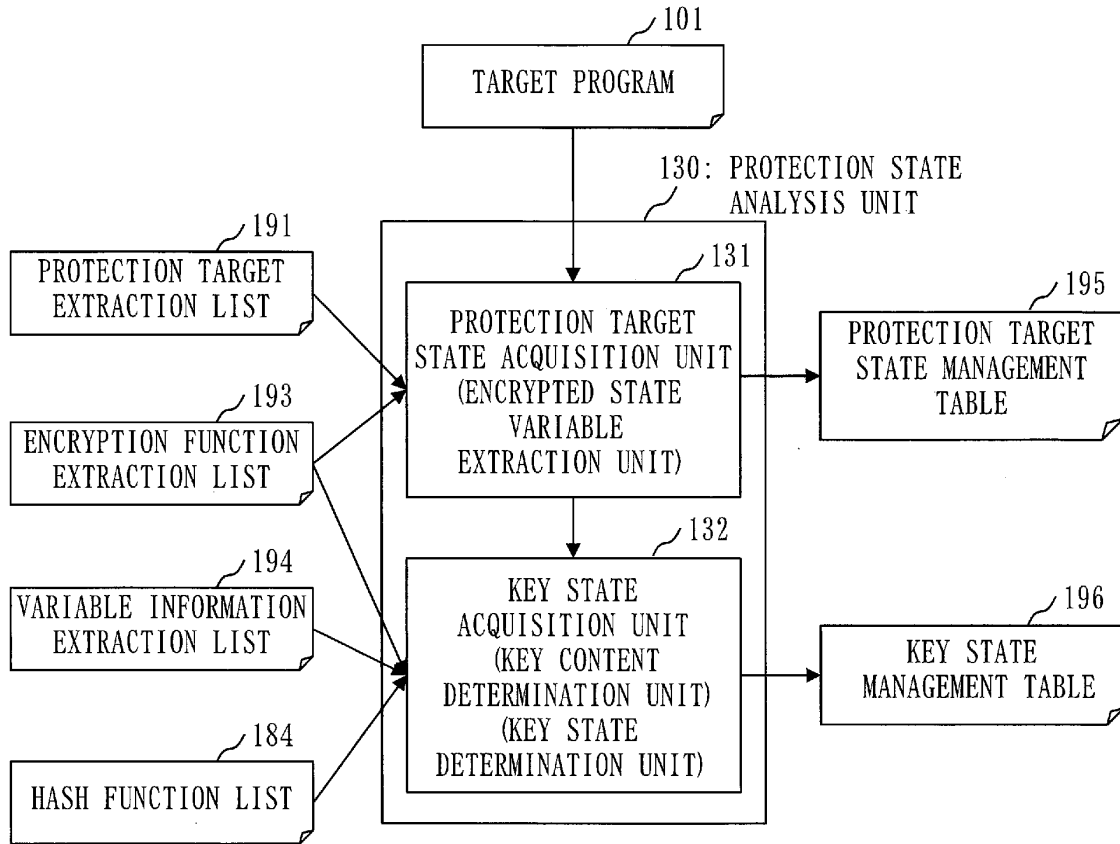 101
TARGET PROGRAM
130: PROTECTION STATE
ANALYSIS UNIT
191
PROTECTION TARGET
EXTRACTION LIST
193
ENCRYPTION FUNCTION
EXTRACTION LIST
194
VARIABLE INFORMATION
EXTRACTION LIST
184
HASH FUNCTION LIST
131
PROTECTION TARGET
STATE ACQUISITION UNIT
(ENCRYPTED STATE
VARIABLE
EXTRACTION UNIT)
132
KEY STATE
ACQUISITION UNIT
(KEY CONTENT
DETERMINATION UNIT)
(KEY STATE
DETERMINATION UNIT)
195
PROTECTION TARGET
STATE MANAGEMENT
TABLE
196
KEY STATE
MANAGEMENT TABLE